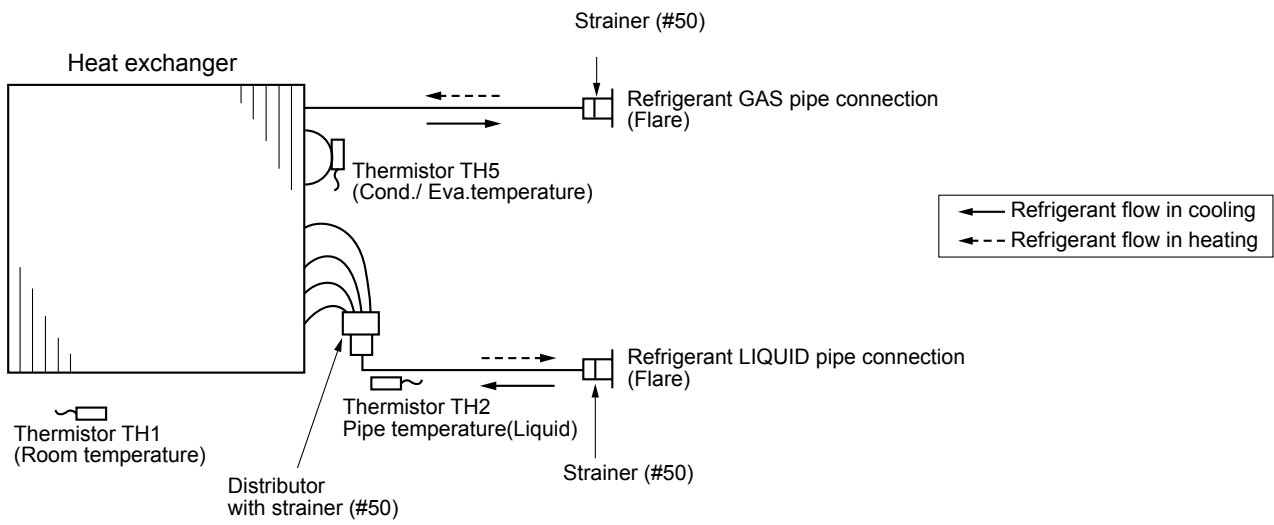 Strainer (#50)
Heat exchanger
Refrigerant GAS pipe connection
(Flare)
Thermistor TH5
(Cond./ Eva.temperature)
Refrigerant flow in cooling
Refrigerant flow in heating
Refrigerant LIQUID pipe connection
(Flare)
Thermistor TH2
Pipe temperature(Liquid)
Thermistor TH1
(Room temperature)
Strainer (#50)
Distributor
with strainer (#50)